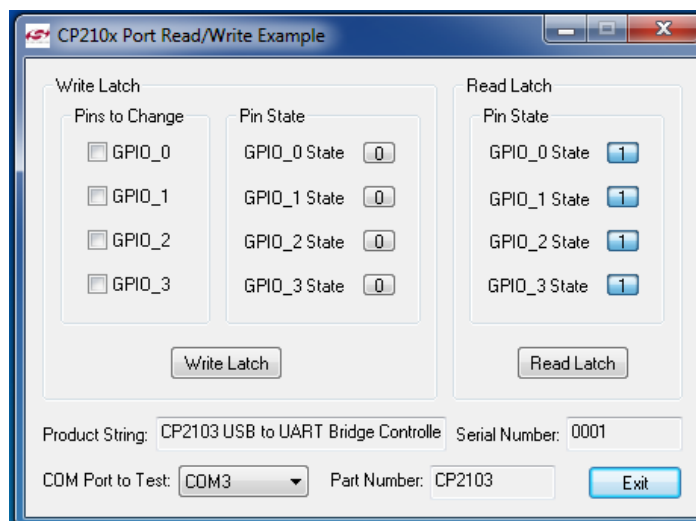 CP210x Port Read/Write Example
Write Latch
Read Latch
Pins to Change
Pin State
Pin State
GPIO_0
GPIO_0 State 0
GPIO_0 State 1
GPIO_1
GPIO_1 State 0
GPIO_1 State 1
GPIO_2
GPIO_2 State 0
GPIO_2 State 1
GPIO_3
GPIO_3 State 0
GPIO_3 State 1
Write Latch
Read Latch
Product String: CP2103 USB to UART Bridge Controlle
Serial Number: 0001
COM Port to Test: COM3
Part Number: CP2103
Exit